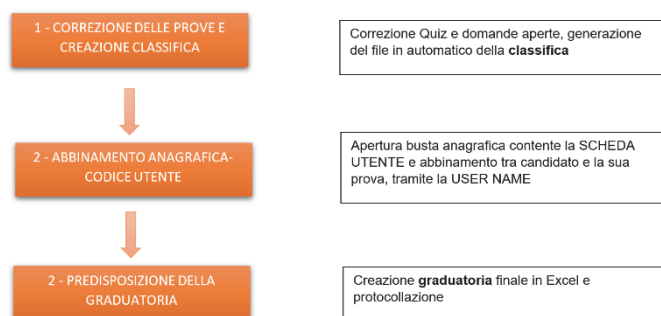 1 - CORREZIONE DELLE PROVE E
CREAZIONE CLASSIFICA
Correzione Quiz e domande aperte, generazione
del file in automatico della classifica
2 - ABBINAMENTO ANAGRAFICA-
CODICE UTENTE
Apertura busta anagrafica contente la SCHEDA
UTENTE e abbinamento tra candidato e la sua
prova, tramite la USER NAME
2 - PREDISPOSIZIONE DELLA
GRADUATORIA
Creazione graduatoria finale in Excel e
protocollazione